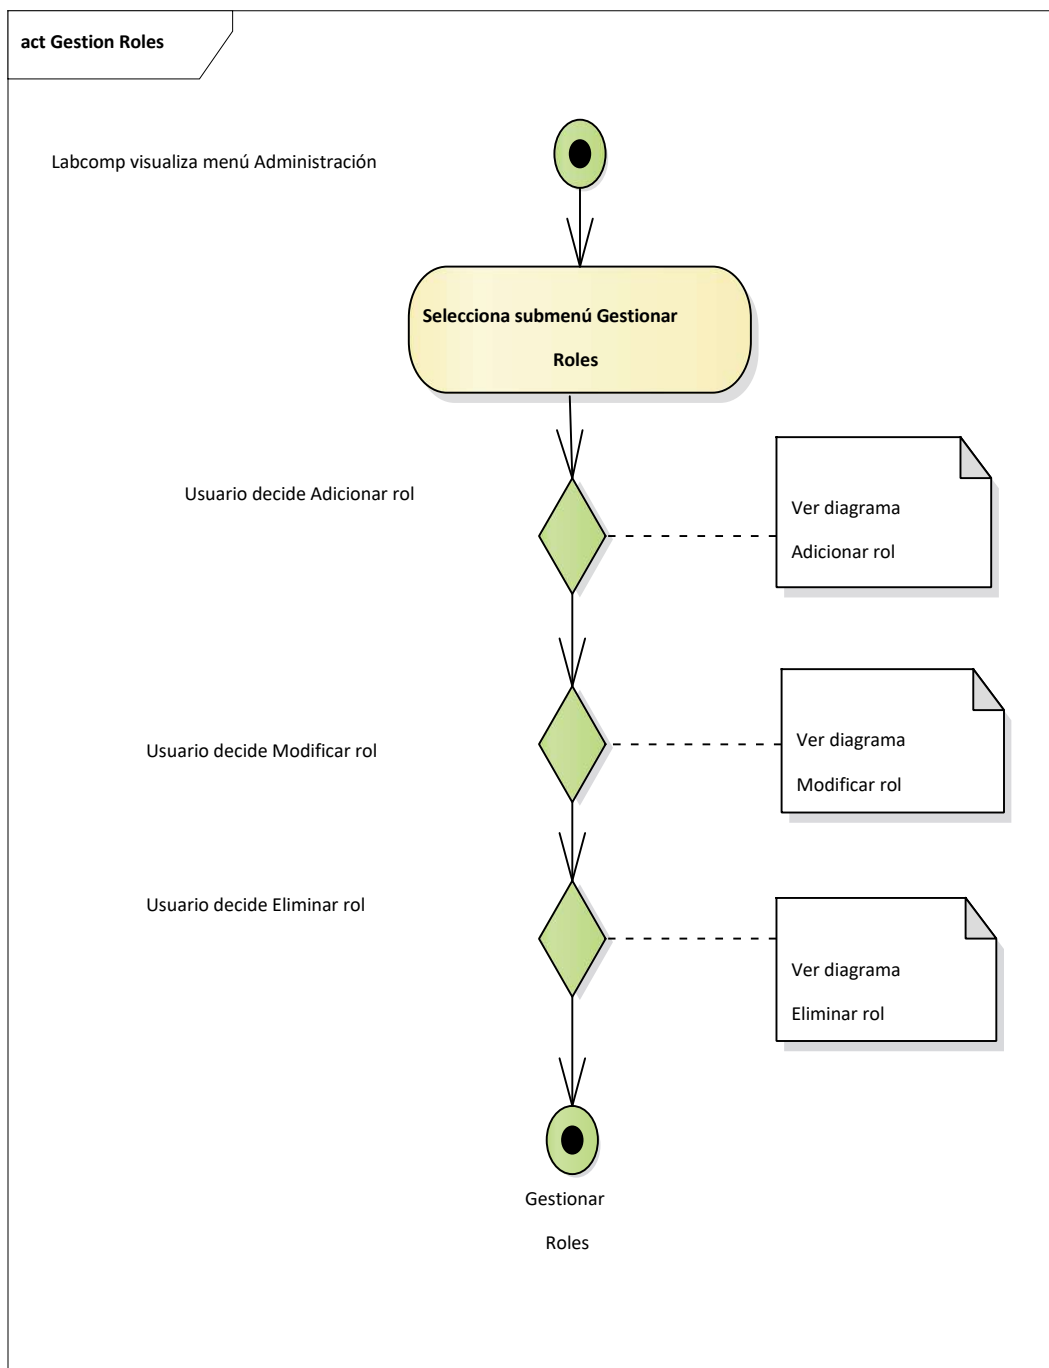 act Gestion Roles
Labcomp visualiza menú Administración
Selecciona submenú Gestionar
Roles
Usuario decide Adicionar rol
Ver diagrama
Adicionar rol
Usuario decide Modificar rol
Ver diagrama
Modificar rol
Usuario decide Eliminar rol
Ver diagrama
Eliminar rol
Gestionar
Roles